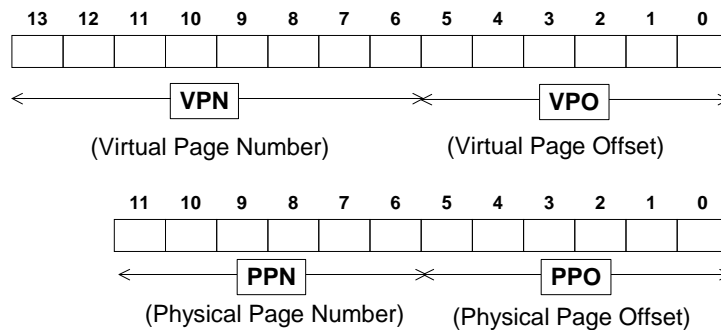 13 12 11 10 9 8 7 6 5 4 3 2 1 0
VPN VPO
(Virtual Page Number) (Virtual Page Offset)
11 10 9 8 7 6 5 4 3 2 1 0
PPN PPO
(Physical Page Number) (Physical Page Offset)